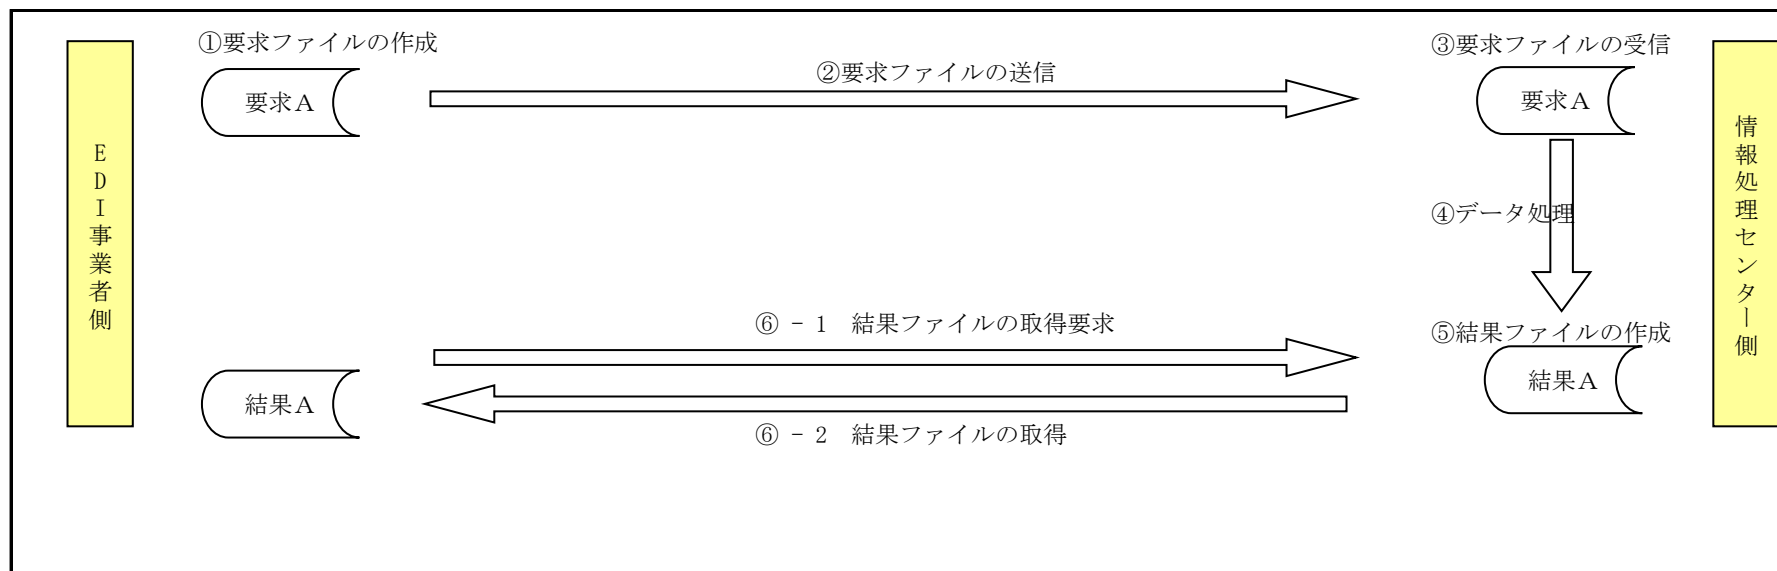 ①要求ファイルの作成
②要求ファイルの送信
③要求ファイルの受信
要求A
要求A
EDI事業者側
情報処理センター側
④データ処理
⑥-1 結果ファイルの取得要求
⑤結果ファイルの作成
結果A
結果A
⑥-2 結果ファイルの取得